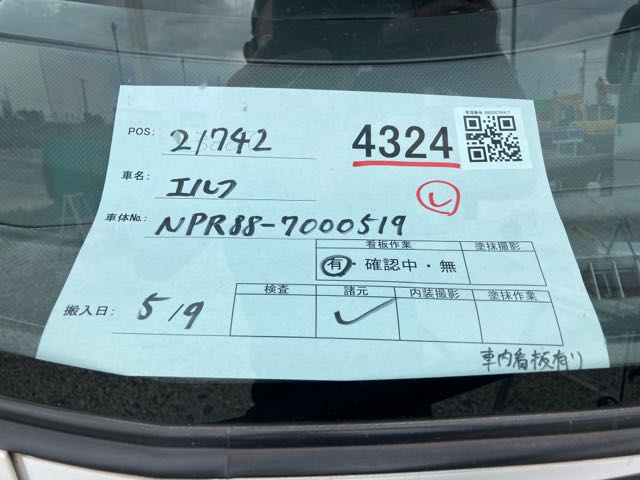 POS: 21742
4324
車名: エルフ
し
車体No.: NPR88-7000519
看板作業 塗抹撮影
有・確認中・無
搬入日: 5/9
検査 諸元 内装撮影 塗抹作業
車内看板有り